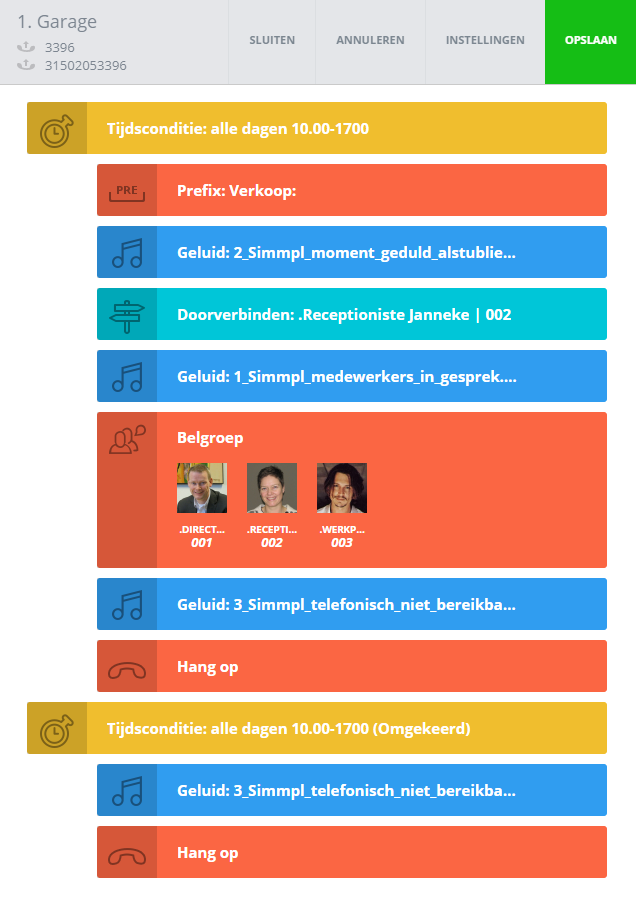 1. Garage
3396
31502053396
SLUITEN
ANNULEREN
INSTELLINGEN
OPSLAAN
Tijdsconditie: alle dagen 10.00-1700
PRE
Prefix: Verkoop:
Geluid: 2_Simmpl_moment_geduld_alstublie...
Doorverbinden: .Receptioniste Janneke | 002
Geluid: 1_Simmpl_medewerkers_in_gesprek....
Belgroep
.DIRECT... .RECEPTI... .WERKP...
001 002 003
Geluid: 3_Simmpl_telefonisch_niet_bereikba...
Hang op
Tijdsconditie: alle dagen 10.00-1700 (Omgekeerd)
Geluid: 3_Simmpl_telefonisch_niet_bereikba...
Hang op